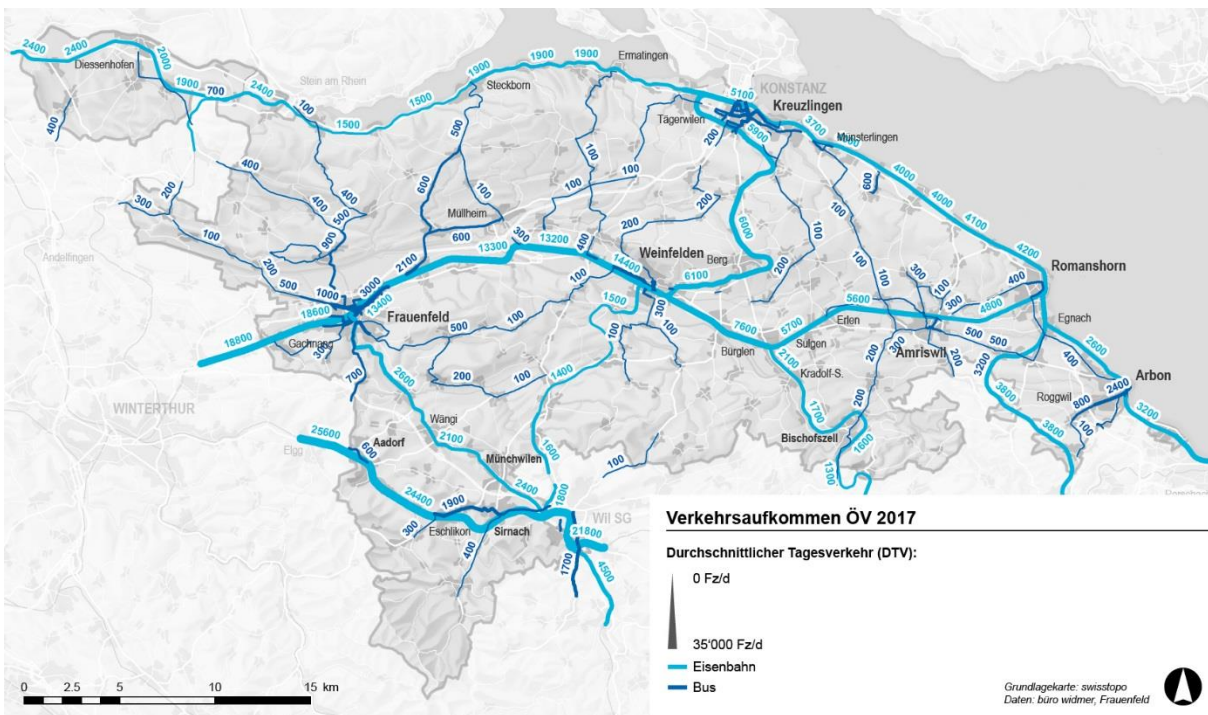 2400
2400
2000
Diessenhofen
1900
700
2400
Stein am Rhein
100
1500
1500
1900
Steckborn
1900
1900
Ermatingen
5100
KONSTANZ
Kreuzlingen
Tägerwilen
200
5900
3700
Münsterlingen
4000
4000
4100
4200
600
400
200
300
100
Andelfingen
400
400
400
500
900
200
500
1000
500
600
100
Müllheim
600
2100
3000
13400
13300
300
13200
400
14400
100
100
100
100
200
200
Weinfelden
Berg
6000
6100
100
200
100
100
100
300
100
300
400
Romanshorn
18600
18800
Frauenfeld
Gachnang
300
700
500
100
100
200
100
1500
100
300
100
1400
7600
Bürglen
5700
Sulgen
5600
Erlen
4800
2100
Kradolf-S.
1700
200
200
300
Amriswil
200
500
500
3200
3800
3800
Egnach
2600
400
Roggwil
800
2400
100
Arbon
3200
Bischofszell
1600
1300
WINTERTHUR
Elgg
25600
600
Aadorf
2600
Wängi
2100
Münchwilen
2400
1600
1800
100
24400
1900
300
Eschlikon
400
Sirnach
Wil SG
21800
1700
4500
Verkehrsaufkommen ÖV 2017
Durchschnittlicher Tagesverkehr (DTV):
0 Fz/d
35'000 Fz/d
Eisenbahn
Bus
0 2.5 5 10 15 km
Grundlagekarte: swisstopo
Daten: büro widmer, Frauenfeld